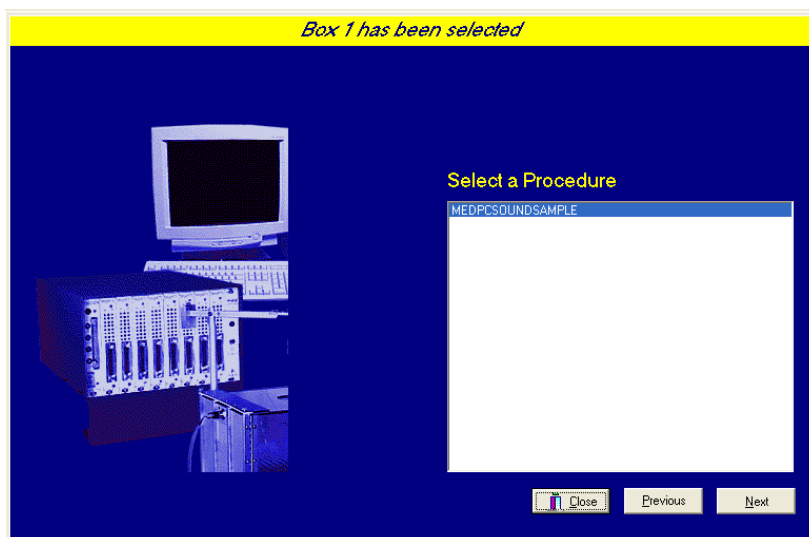 Box 1 has been selected
Select a Procedure
MEDPCSOUNDSAMPLE
Close
Previous
Next